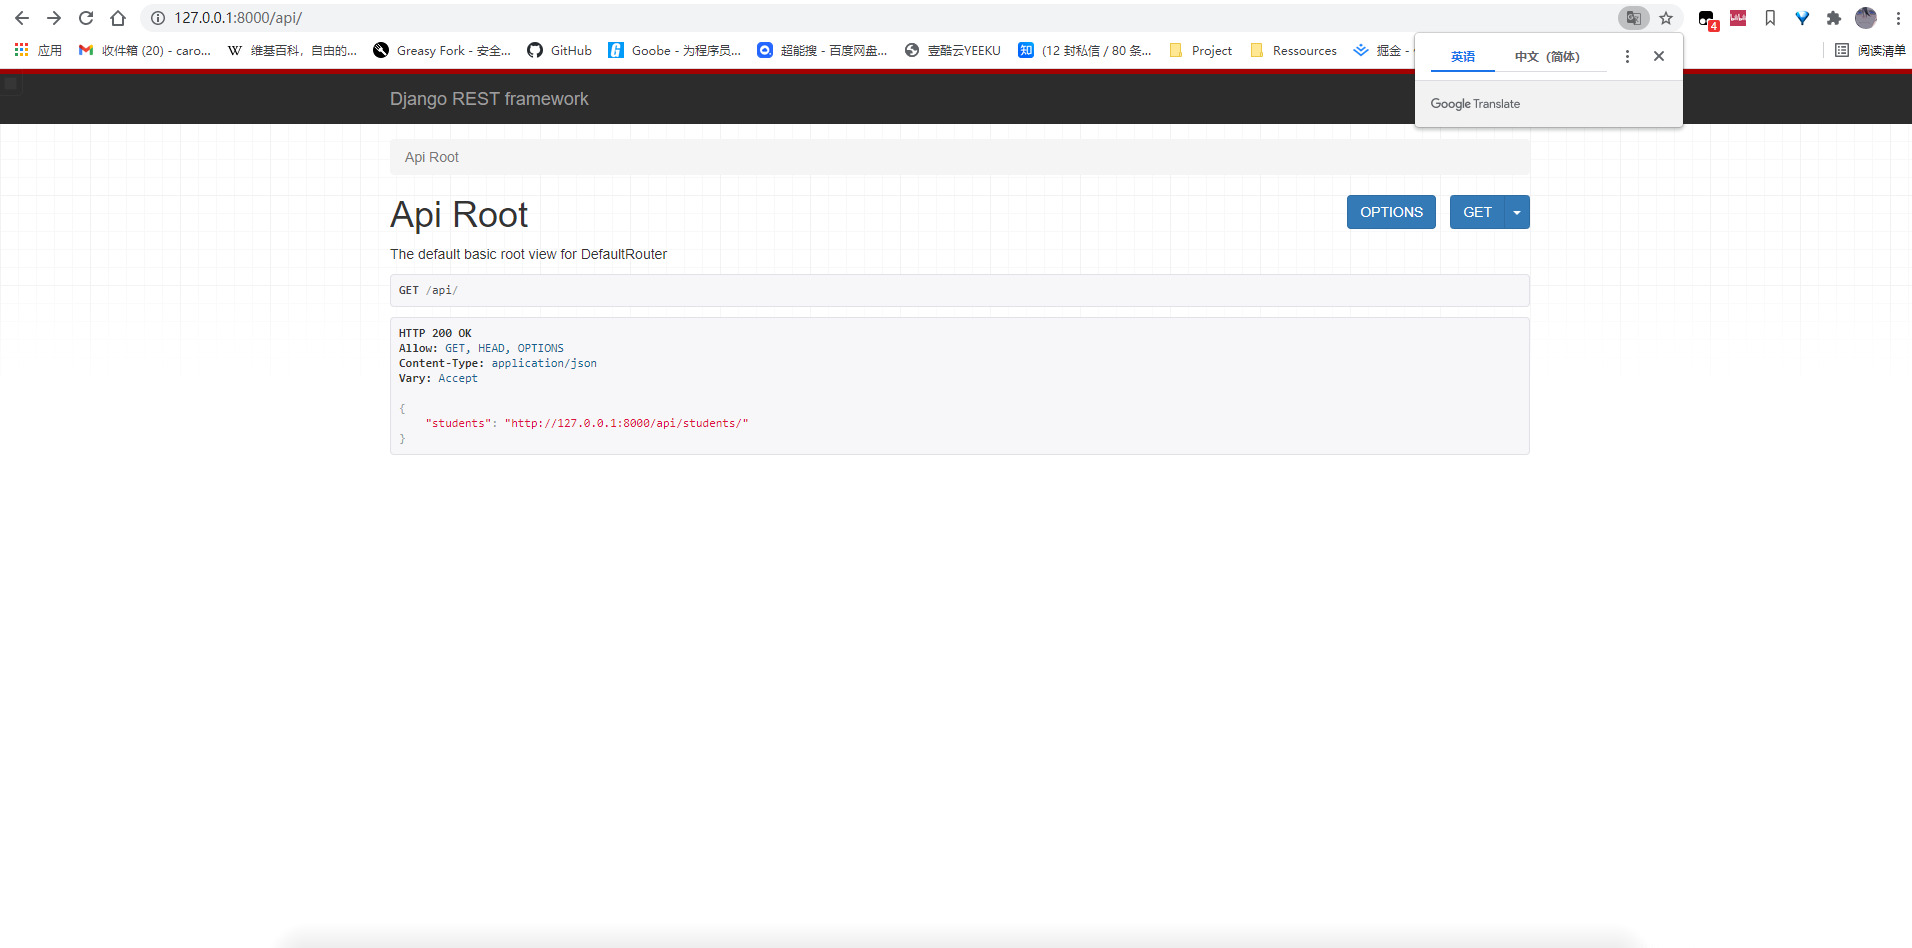 127.0.0.1:8000/api/
4
应用
收件箱 (20) - caro...
W 维基百科，自由的...
Greasy Fork - 安全...
GitHub
Goobe - 为程序员...
超能搜 - 百度网盘...
壹酷云YEEKU
知 (12 封私信 / 80 条...
Project
Ressources
掘金 -
阅读清单
英语
中文（简体）
Google Translate
Django REST framework
Api Root
Api Root
OPTIONS
GET
The default basic root view for DefaultRouter
GET /api/
HTTP 200 OK
Allow: GET, HEAD, OPTIONS
Content-Type: application/json
Vary: Accept
{
"students": "http://127.0.0.1:8000/api/students/"
}